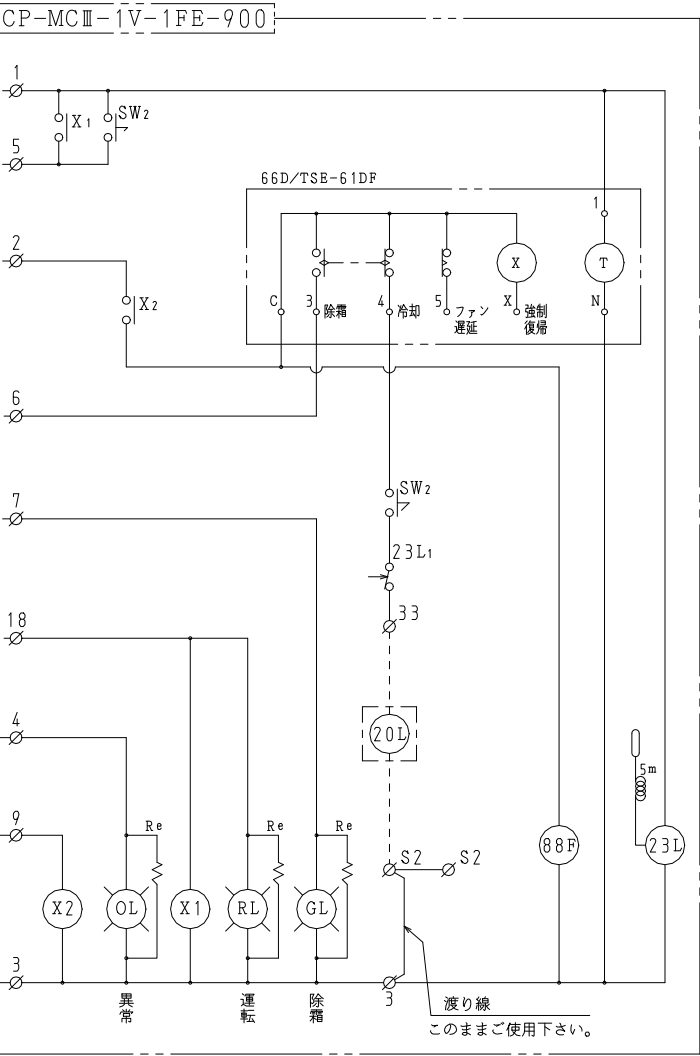 CP-MCⅢ-1V-1FE-900
1
X1
SW2
5
66D/TSE-61DF
1
2
X
T
X2
C
3 除霜
4 冷却
5 ファン
遅延
X 強制
復帰
N
6
7
SW2
23L1
33
18
20L
4
5m
9
Re
Re
Re
S2
S2
88F
23L
X2
OL
X1
RL
GL
3
3
異常
運転
除霜
渡り線
このままご使用下さい。